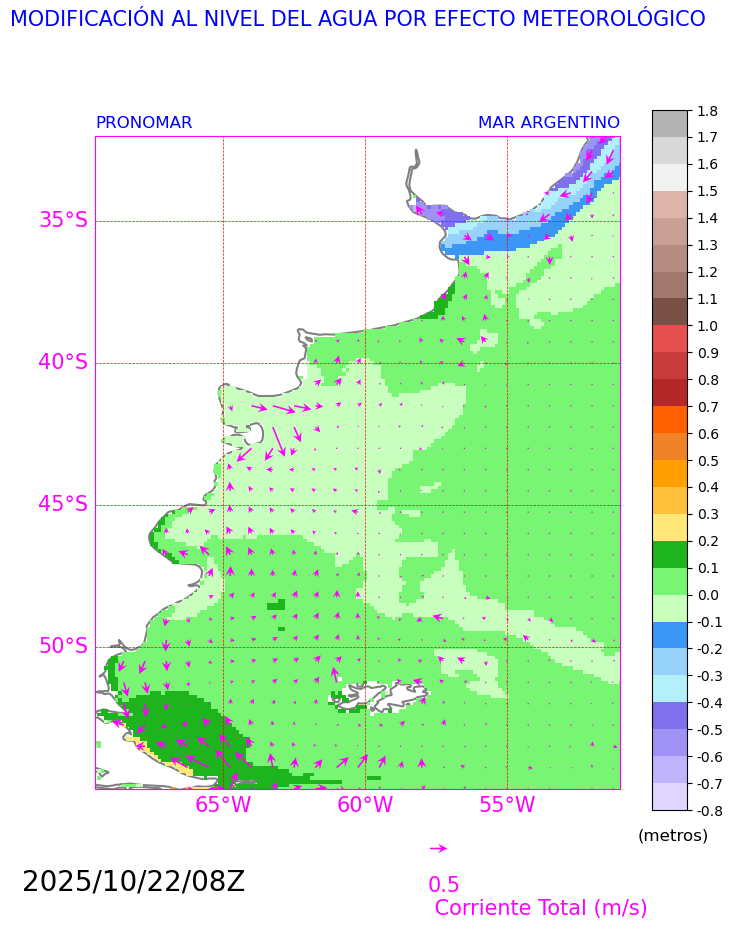 MODIFICACIÓN AL NIVEL DEL AGUA POR EFECTO METEOROLÓGICO
PRONOMAR
MAR ARGENTINO
35°S
40°S
45°S
50°S
65°W
60°W
55°W
1.8
1.7
1.6
1.5
1.4
1.3
1.2
1.1
1.0
0.9
0.8
0.7
0.6
0.5
0.4
0.3
0.2
0.1
0.0
-0.1
-0.2
-0.3
-0.4
-0.5
-0.6
-0.7
-0.8
(metros)
2025/10/22/08Z
0.5
Corriente Total (m/s)